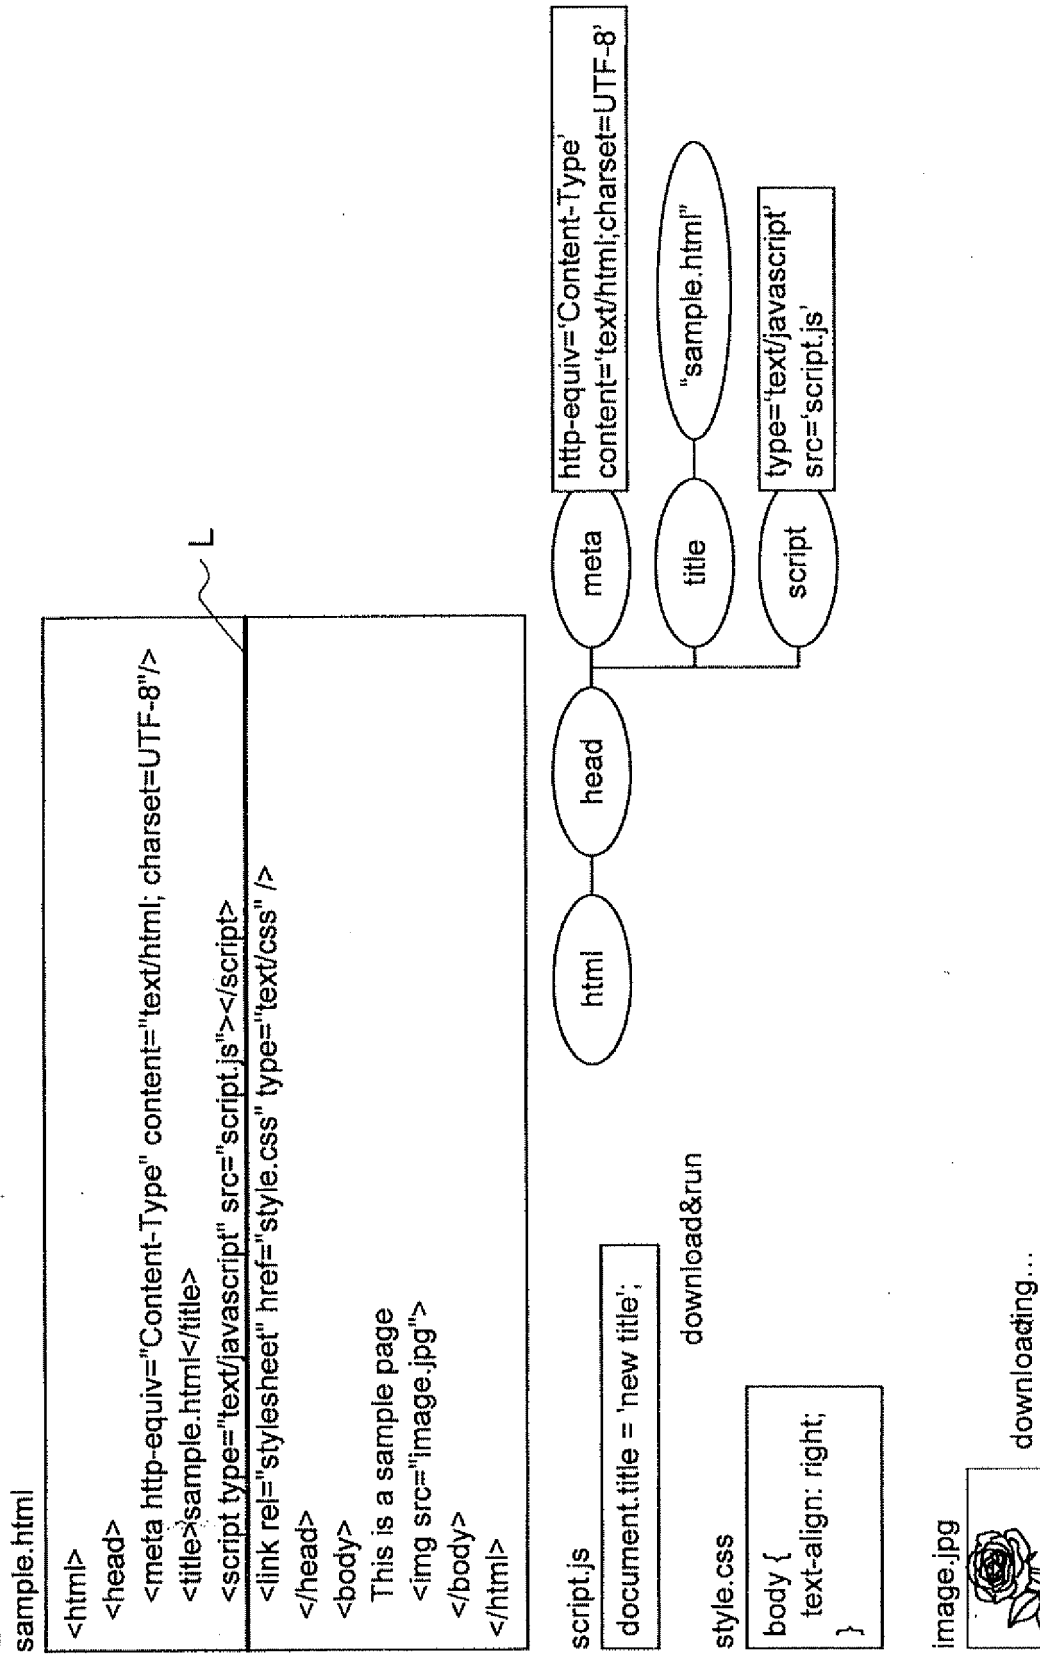 sample.html
<html>
<head>
<meta http-equiv="Content-Type" content="text/html; charset=UTF-8"/>
<title>sample.html</title>
<script type="text/javascript" src="script.js"></script>
<link rel="stylesheet" href="style.css" type="text/css" />
</head>
<body>
This is a sample page
<img src="image.jpg">
</body>
</html>
L
script.js
document.title = 'new title';
download&run
style.css
body {
text-align: right;
}
image.jpg
downloading...
html
head
meta
http-equiv='Content-Type'
content='text/html;charset=UTF-8'
title
"sample.html"
script
type='text/javascript'
src='script.js'